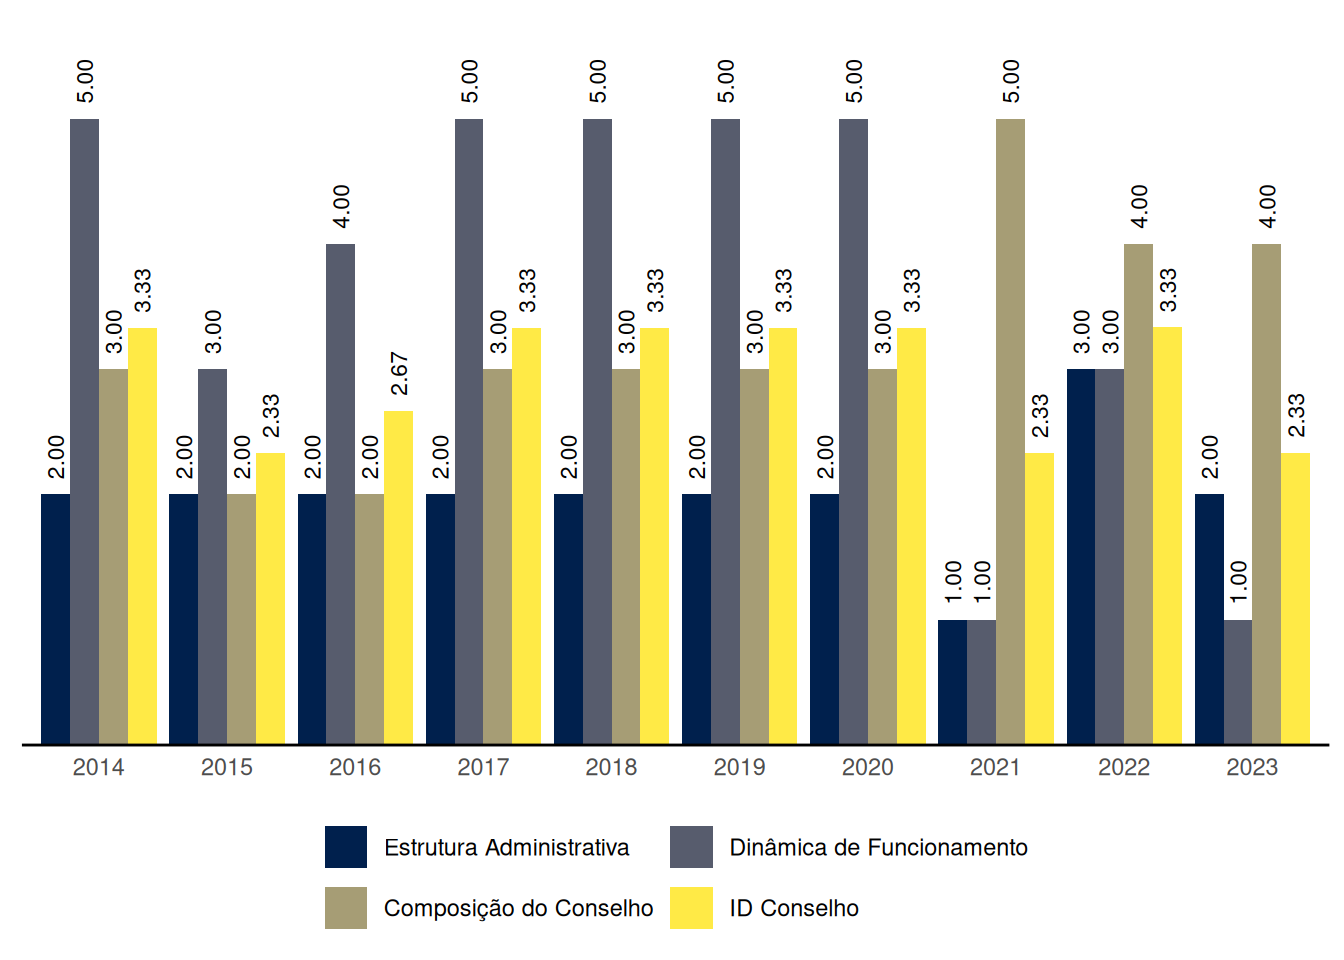 2.00 5.00 3.00 3.33
2.00 3.00 2.00 2.33
2.00 4.00 2.00 2.67
2.00 5.00 3.00 3.33
2.00 5.00 3.00 3.33
2.00 5.00 3.00 3.33
2.00 5.00 3.00 3.33
1.00 1.00 5.00 2.33
3.00 3.00 4.00 3.33
2.00 1.00 4.00 2.33
2014 2015 2016 2017 2018 2019 2020 2021 2022 2023
Estrutura Administrativa Dinâmica de Funcionamento
Composição do Conselho ID Conselho